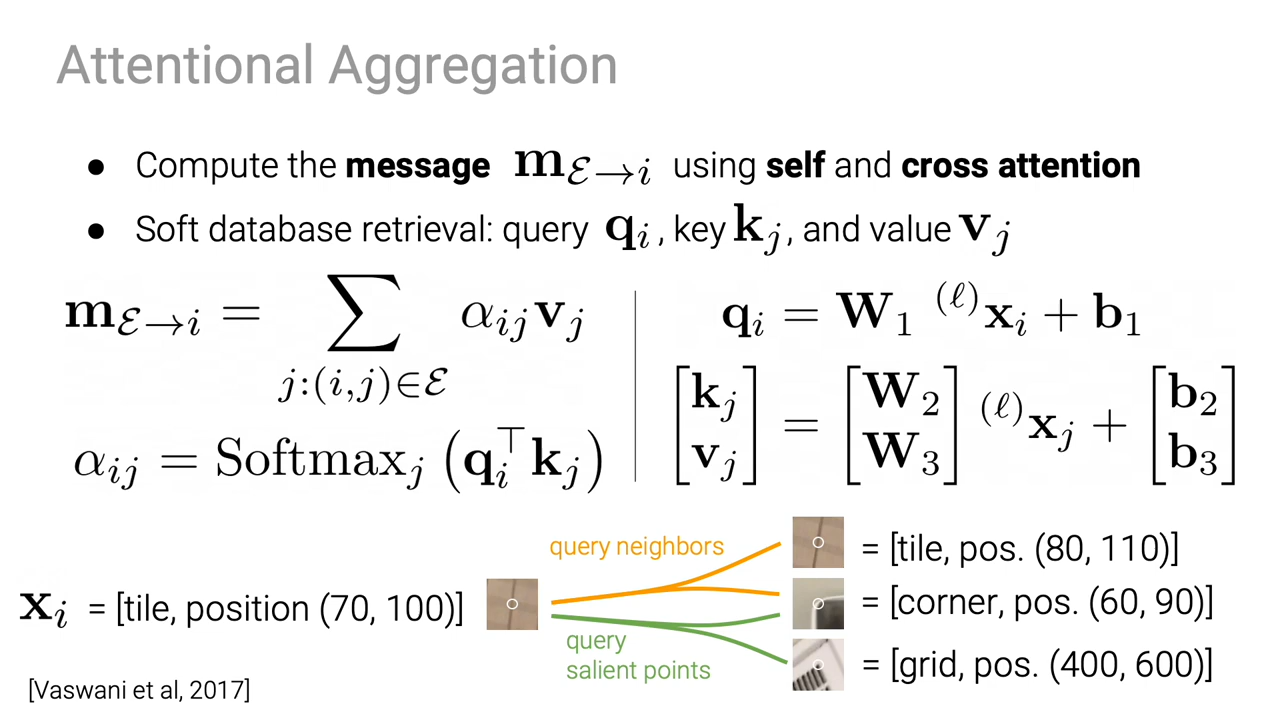 Attentional Aggregation
● Compute the message m_{ℰ→i} using self and cross attention
● Soft database retrieval: query q_i, key k_j, and value v_j
m_{ℰ→i} = ∑_{j:(i,j)∈ℰ} α_{ij} v_j
α_{ij} = Softmax_j (q_i^⊤ k_j)
q_i = W_1 ^{(ℓ)}x_i + b_1
[k_j; v_j] = [W_2; W_3] ^{(ℓ)}x_j + [b_2; b_3]
query neighbors
x_i = [tile, position (70, 100)]
query
salient points
= [tile, pos. (80, 110)]
= [corner, pos. (60, 90)]
= [grid, pos. (400, 600)]
[Vaswani et al, 2017]